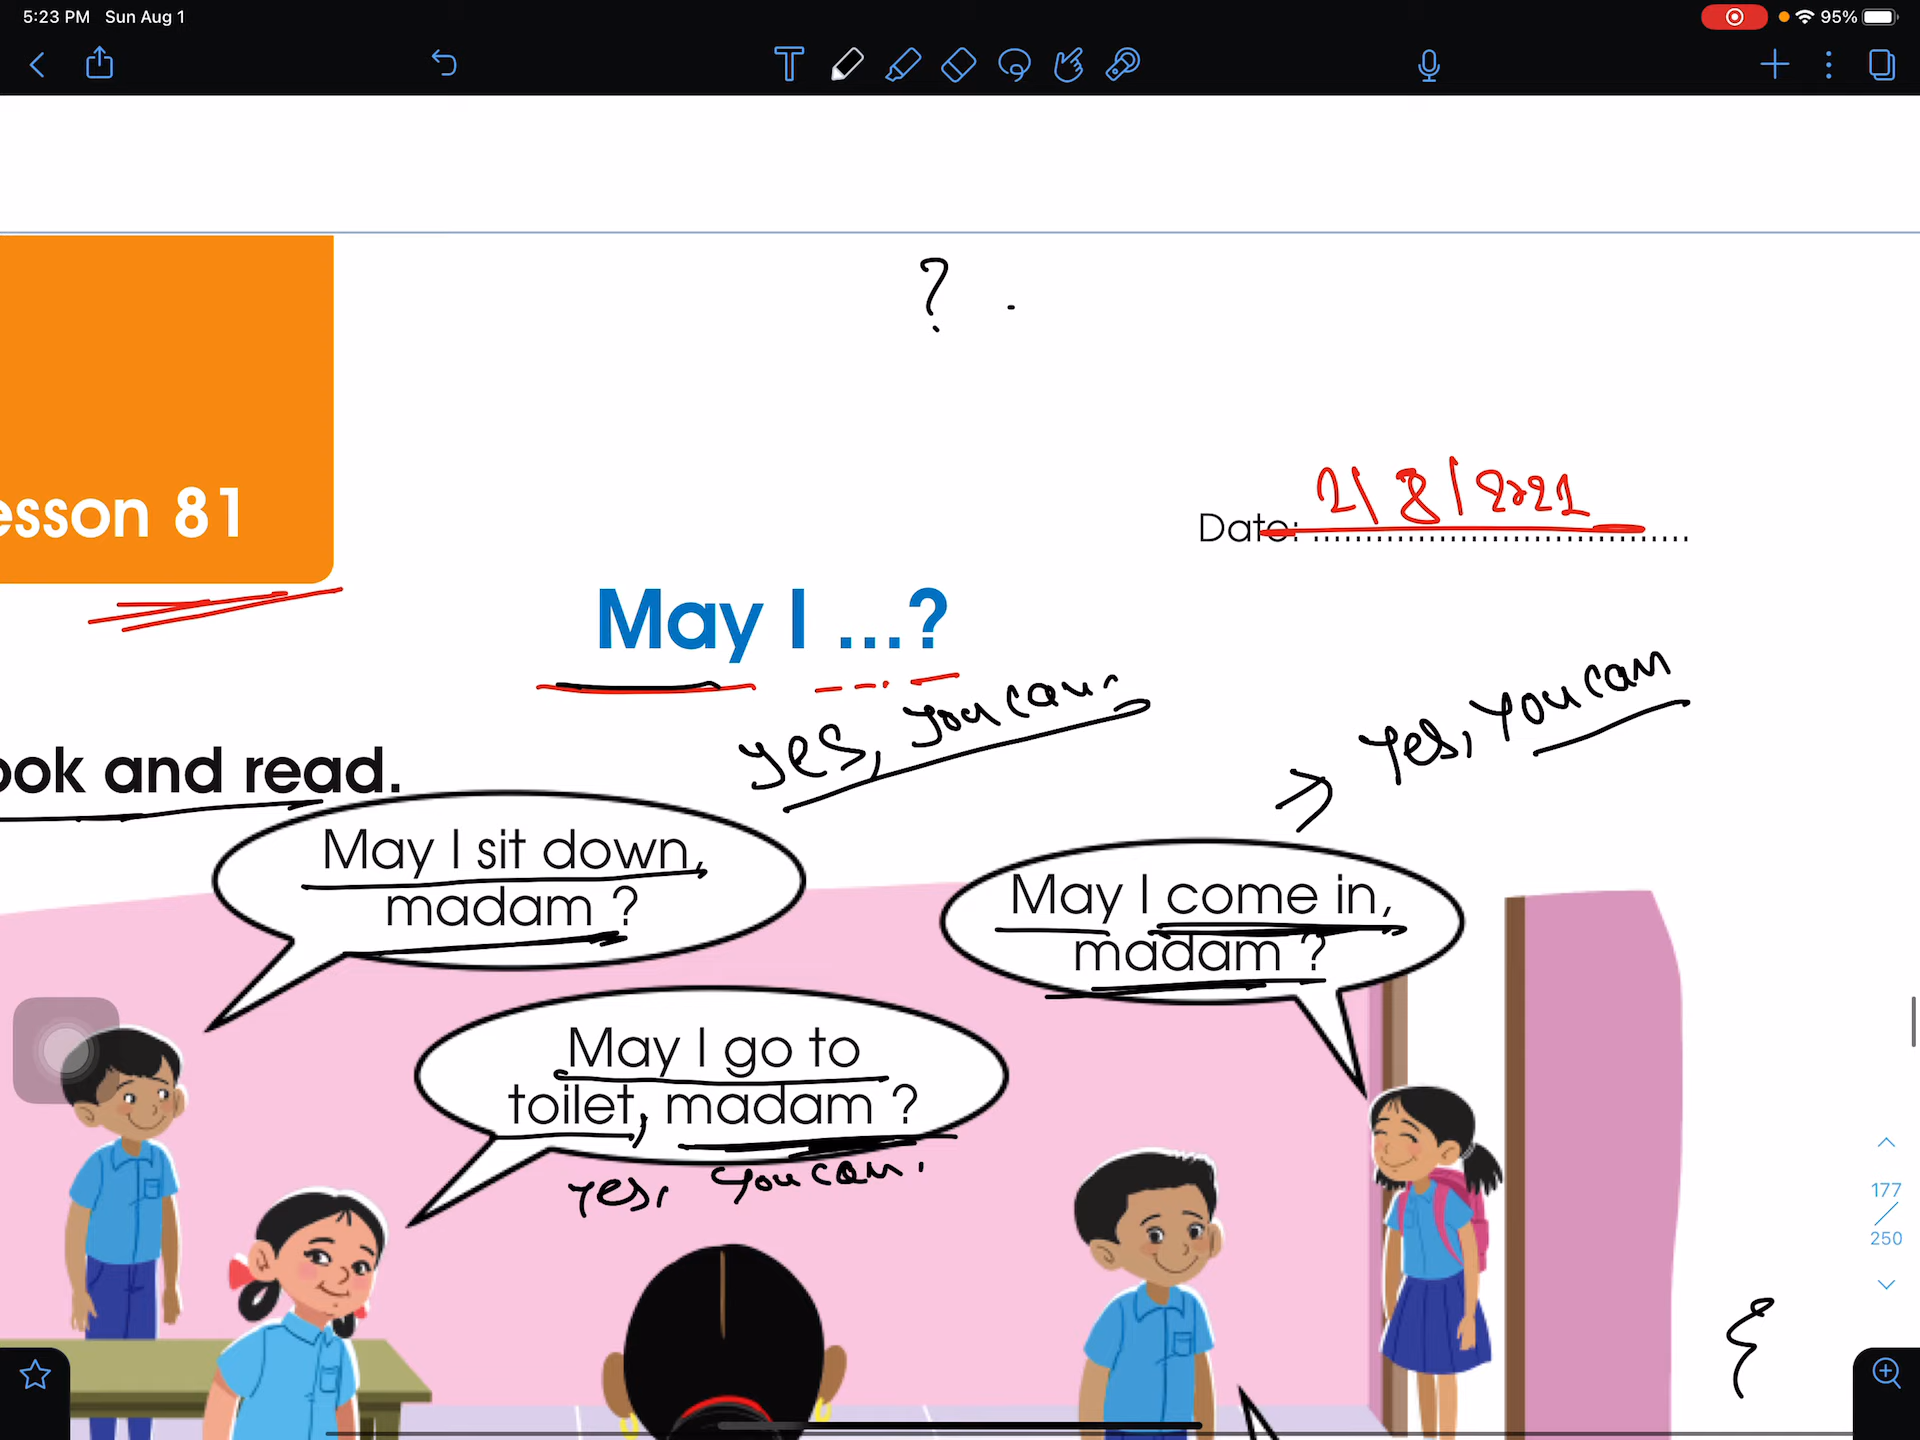 5:23 PM Sun Aug 1
95%
?
esson 81
Date:
2/8/2021
May I ...?
Yes, you can.
Yes, you can
ook and read.
May I sit down,
madam ?
May I come in,
madam ?
May I go to
toilet, madam ?
Yes, you can.
177
/
250